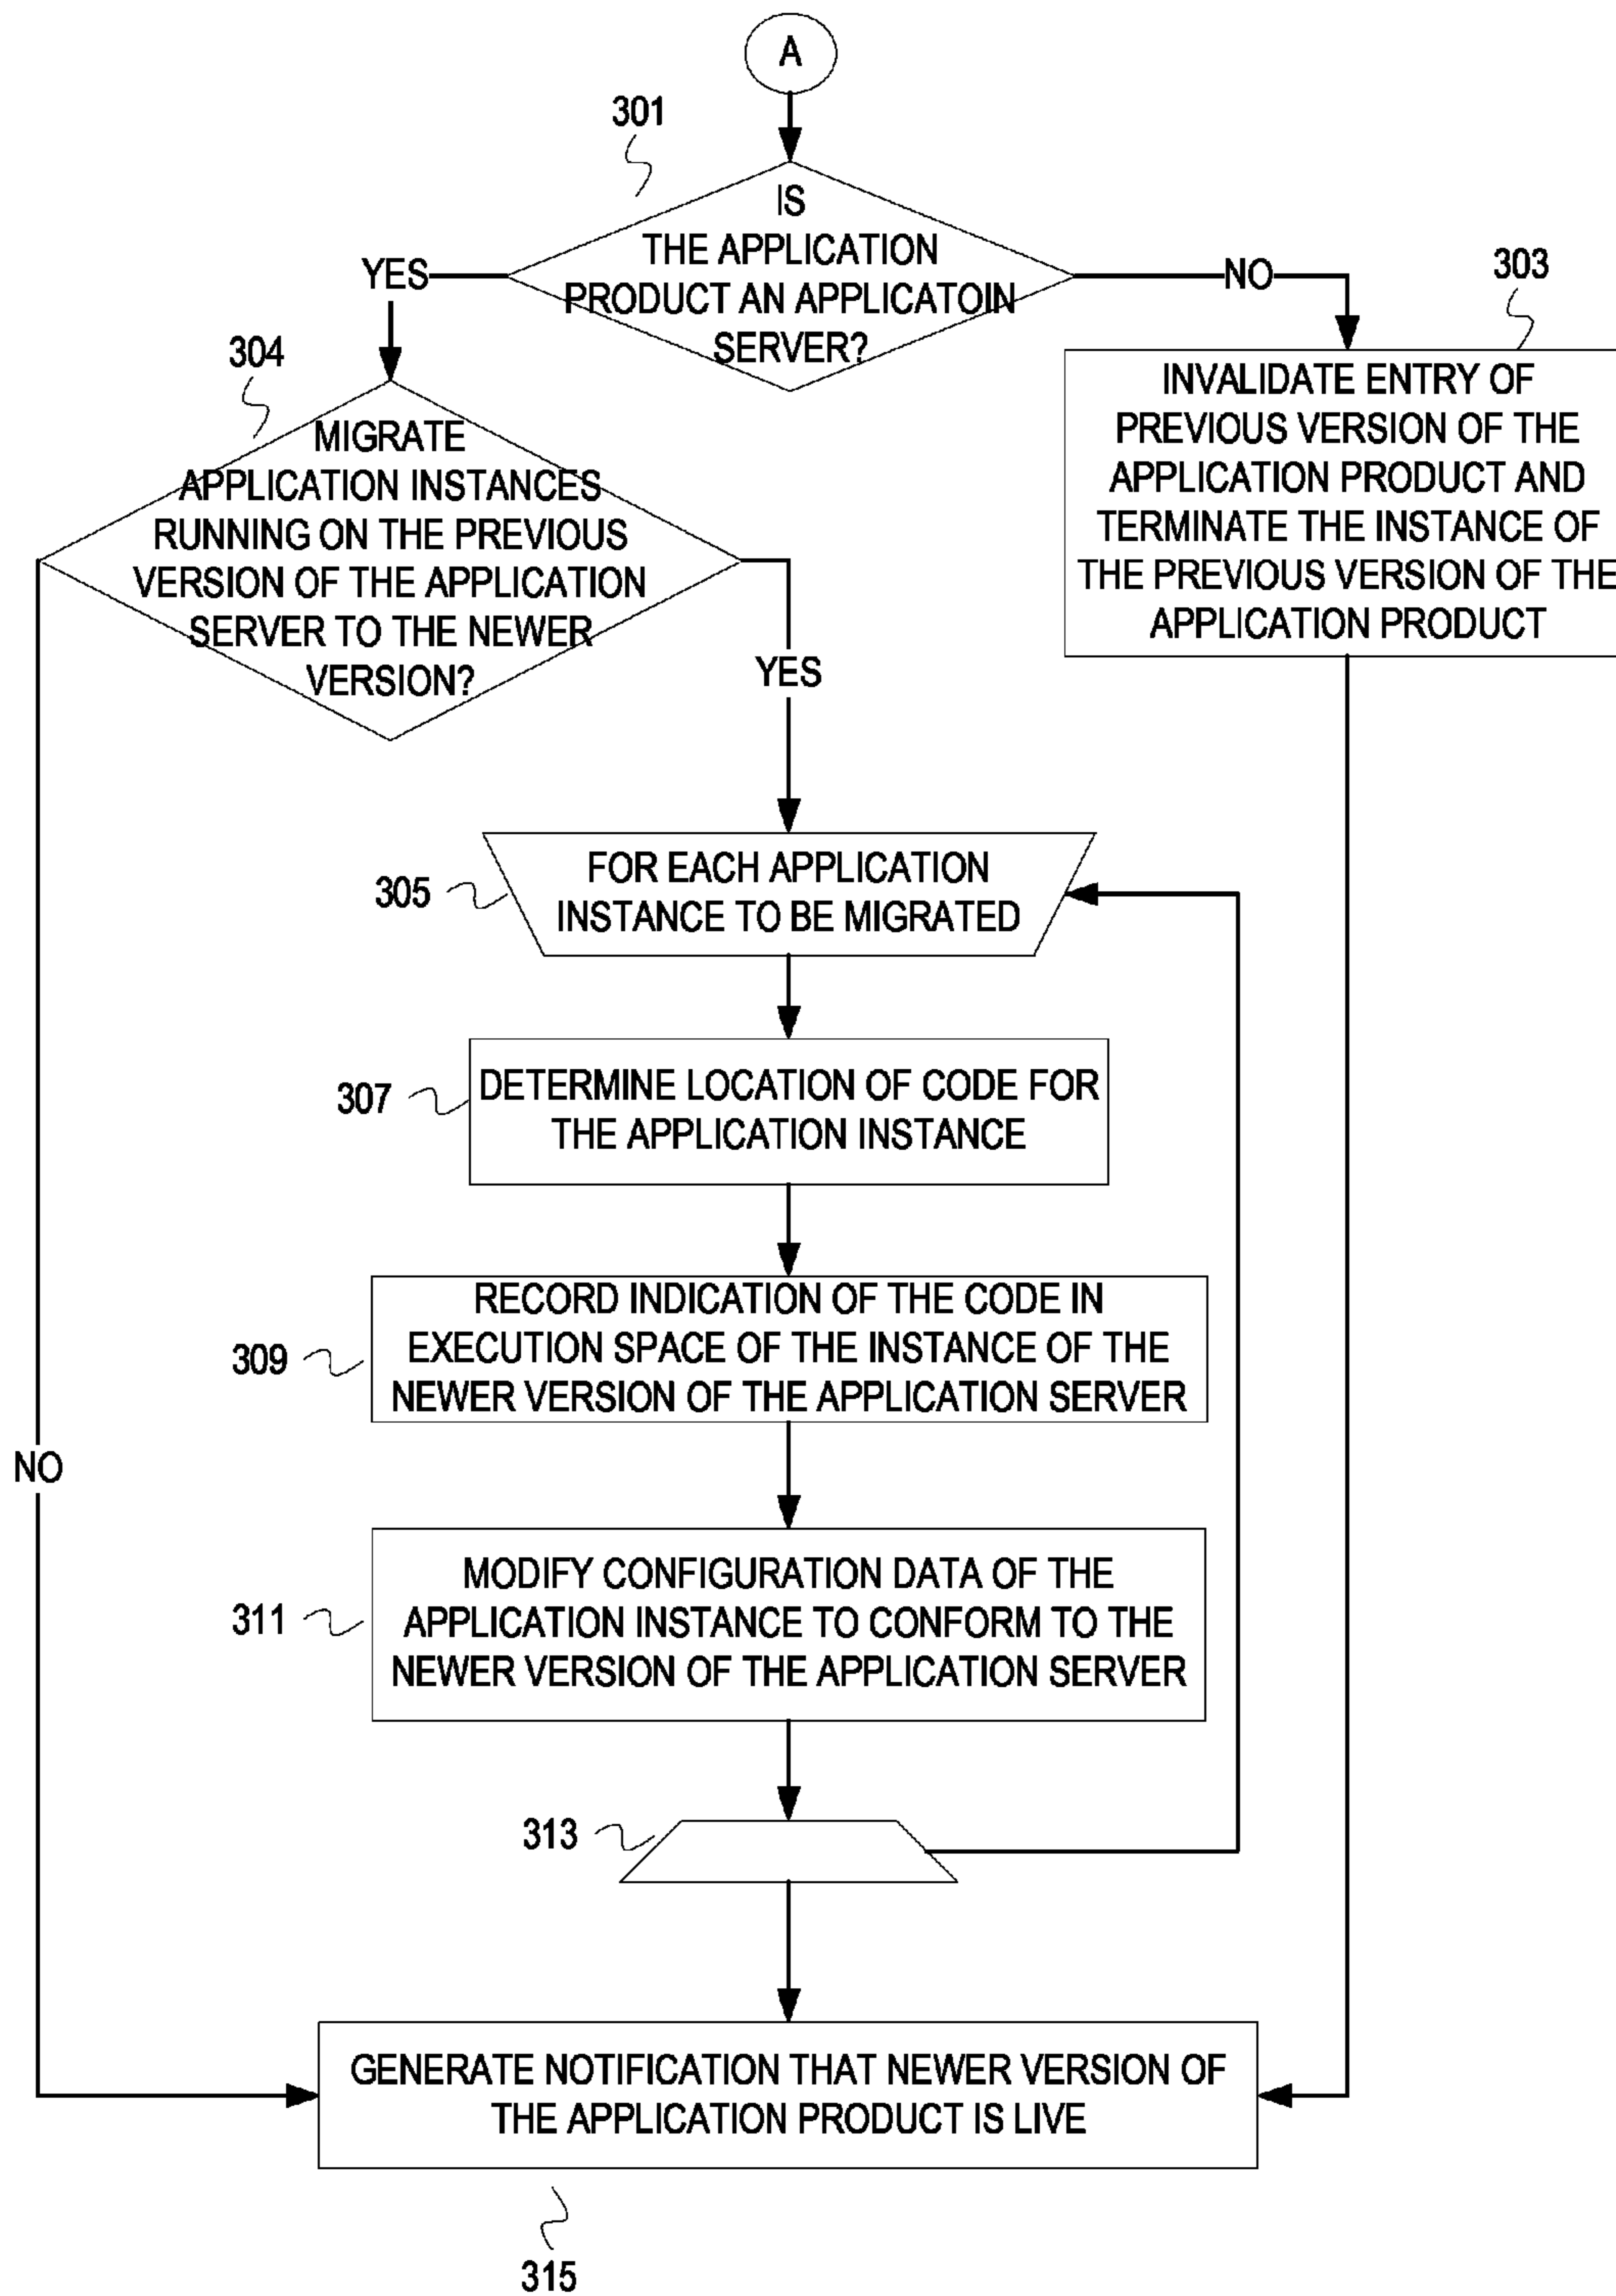 A
301
IS
THE APPLICATION
PRODUCT AN APPLICATOIN
SERVER?
YES
NO
303
INVALIDATE ENTRY OF
PREVIOUS VERSION OF THE
APPLICATION PRODUCT AND
TERMINATE THE INSTANCE OF
THE PREVIOUS VERSION OF THE
APPLICATION PRODUCT
304
MIGRATE
APPLICATION INSTANCES
RUNNING ON THE PREVIOUS
VERSION OF THE APPLICATION
SERVER TO THE NEWER
VERSION?
YES
305
FOR EACH APPLICATION
INSTANCE TO BE MIGRATED
307
DETERMINE LOCATION OF CODE FOR
THE APPLICATION INSTANCE
309
RECORD INDICATION OF THE CODE IN
EXECUTION SPACE OF THE INSTANCE OF THE
NEWER VERSION OF THE APPLICATION SERVER
NO
311
MODIFY CONFIGURATION DATA OF THE
APPLICATION INSTANCE TO CONFORM TO THE
NEWER VERSION OF THE APPLICATION SERVER
313
GENERATE NOTIFICATION THAT NEWER VERSION OF
THE APPLICATION PRODUCT IS LIVE
315